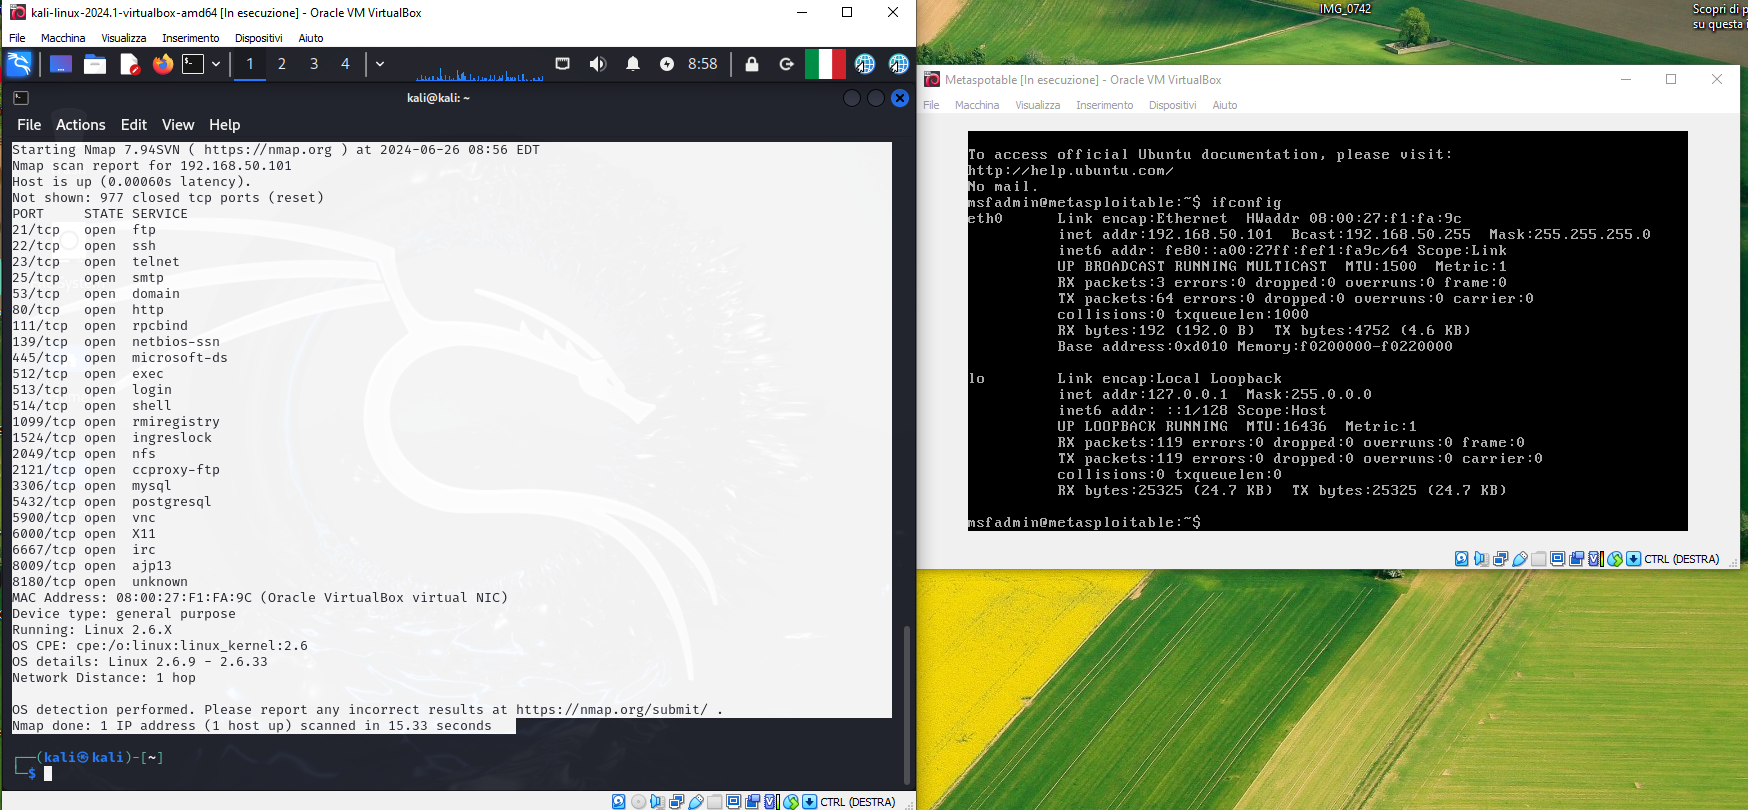 kali-linux-2024.1-virtualbox-amd64 [In esecuzione] - Oracle VM VirtualBox
File Macchina Visualizza Inserimento Dispositivi Aiuto
1 2 3 4 8:58
kali@kali: ~
File Actions Edit View Help
Starting Nmap 7.94SVN ( https://nmap.org ) at 2024-06-26 08:56 EDT
Nmap scan report for 192.168.50.101
Host is up (0.00060s latency).
Not shown: 977 closed tcp ports (reset)
PORT STATE SERVICE
21/tcp open ftp
22/tcp open ssh
23/tcp open telnet
25/tcp open smtp
53/tcp open domain
80/tcp open http
111/tcp open rpcbind
139/tcp open netbios-ssn
445/tcp open microsoft-ds
512/tcp open exec
513/tcp open login
514/tcp open shell
1099/tcp open rmiregistry
1524/tcp open ingreslock
2049/tcp open nfs
2121/tcp open ccproxy-ftp
3306/tcp open mysql
5432/tcp open postgresql
5900/tcp open vnc
6000/tcp open X11
6667/tcp open irc
8009/tcp open ajp13
8180/tcp open unknown
MAC Address: 08:00:27:F1:FA:9C (Oracle VirtualBox virtual NIC)
Device type: general purpose
Running: Linux 2.6.X
OS CPE: cpe:/o:linux:linux_kernel:2.6
OS details: Linux 2.6.9 - 2.6.33
Network Distance: 1 hop
OS detection performed. Please report any incorrect results at https://nmap.org/submit/ .
Nmap done: 1 IP address (1 host up) scanned in 15.33 seconds
(kali㉿kali)-[~]
$
CTRL (DESTRA)
IMG_0742
Scopri di p
su questa i
Metaspotable [In esecuzione] - Oracle VM VirtualBox
File Macchina Visualizza Inserimento Dispositivi Aiuto
To access official Ubuntu documentation, please visit:
http://help.ubuntu.com/
No mail.
msfadmin@metasploitable:~$ ifconfig
eth0 Link encap:Ethernet HWaddr 08:00:27:f1:fa:9c
inet addr:192.168.50.101 Bcast:192.168.50.255 Mask:255.255.255.0
inet6 addr: fe80::a00:27ff:fef1:fa9c/64 Scope:Link
UP BROADCAST RUNNING MULTICAST MTU:1500 Metric:1
RX packets:3 errors:0 dropped:0 overruns:0 frame:0
TX packets:64 errors:0 dropped:0 overruns:0 carrier:0
collisions:0 txqueuelen:1000
RX bytes:192 (192.0 B) TX bytes:4752 (4.6 KB)
Base address:0xd010 Memory:f0200000-f0220000
lo Link encap:Local Loopback
inet addr:127.0.0.1 Mask:255.0.0.0
inet6 addr: ::1/128 Scope:Host
UP LOOPBACK RUNNING MTU:16436 Metric:1
RX packets:119 errors:0 dropped:0 overruns:0 frame:0
TX packets:119 errors:0 dropped:0 overruns:0 carrier:0
collisions:0 txqueuelen:0
RX bytes:25325 (24.7 KB) TX bytes:25325 (24.7 KB)
msfadmin@metasploitable:~$
CTRL (DESTRA)